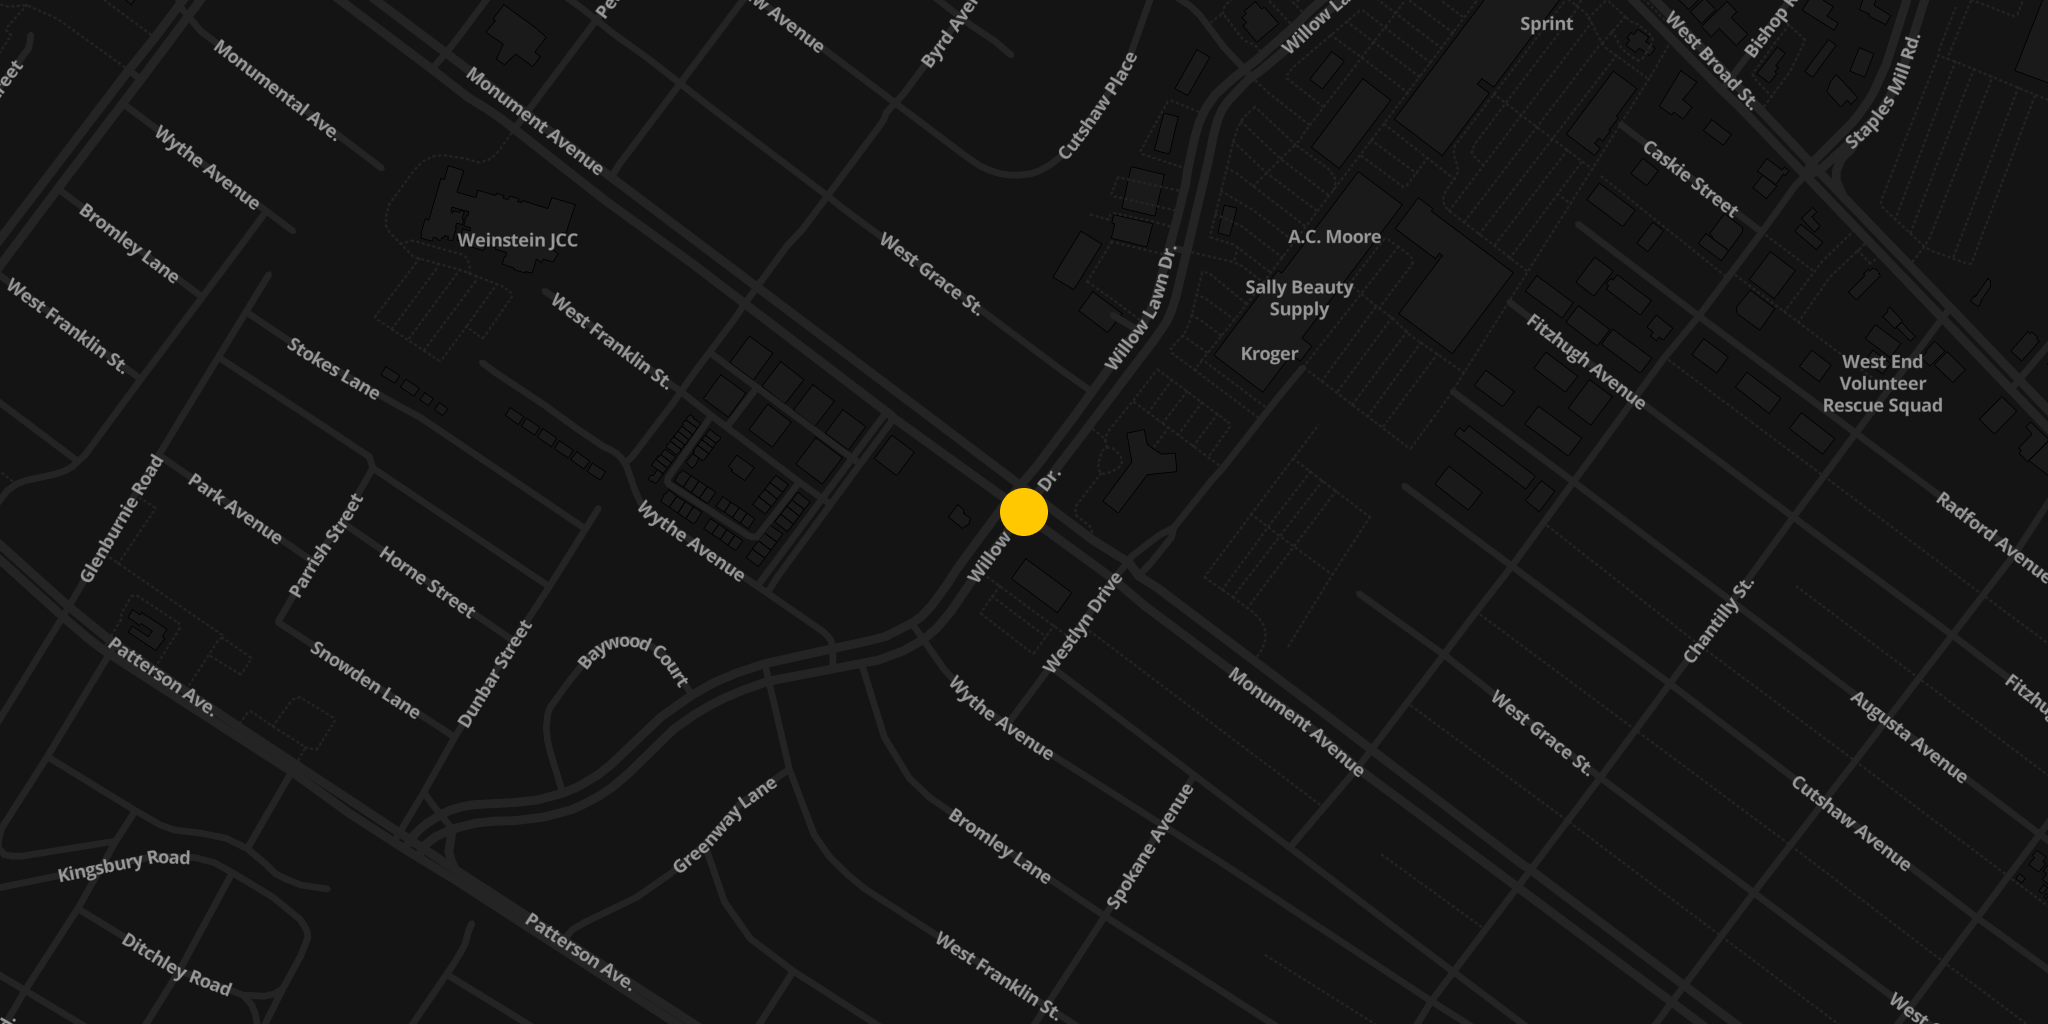 Sprint
West Broad St.
Bishop
Staples Mill Rd.
Willow
Byrd
Avenue
Cutshaw Place
Monumental Ave.
Monument Avenue
Wythe Avenue
Caskie Street
Bromley Lane
Weinstein JCC
A.C. Moore
West Grace St.
Willow Lawn Dr.
Sally Beauty
Supply
West Franklin St.
West Franklin St.
Kroger
Fitzhugh Avenue
Stokes Lane
West End
Volunteer
Rescue Squad
Glenburnie Road
Park Avenue
Parrish Street
Wythe Avenue
Dr.
Willow
Radford Avenue
Horne Street
Westlyn Drive
Chantilly St.
Patterson Ave.
Snowden Lane
Dunbar Street
Baywood Court
Wythe Avenue
Monument Avenue
West Grace St.
Augusta Avenue
Greenway Lane
Bromley Lane
Spokane Avenue
Cutshaw Avenue
Kingsbury Road
Ditchley Road
Patterson Ave.
West Franklin St.
West